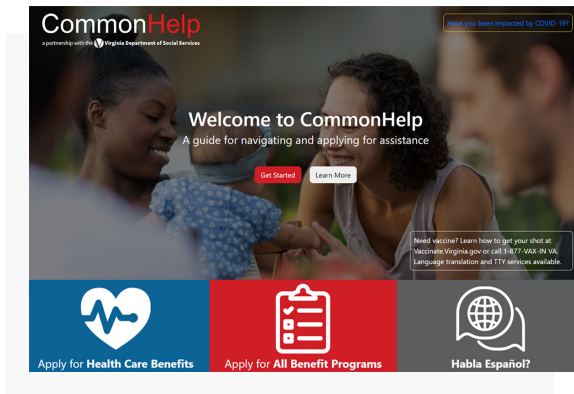 CommonHelp
a partnership with the Virginia Department of Social Services
Have you been impacted by COVID-19?
Welcome to CommonHelp
A guide for navigating and applying for assistance
Get Started
Learn More
Need vaccine? Learn how to get your shot at
Vaccinate.Virginia.gov or call 1-877-VAX-IN VA.
Language translation and TTY services available.
Apply for Health Care Benefits
Apply for All Benefit Programs
Habla Español?